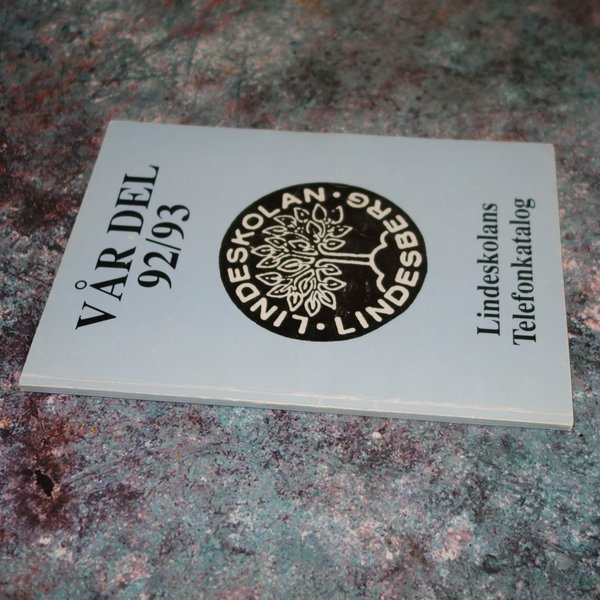 VÅR DEL
92/93
LINDESKOLAN · LINDESBERG ·
Lindeskolans
Telefonkatalog